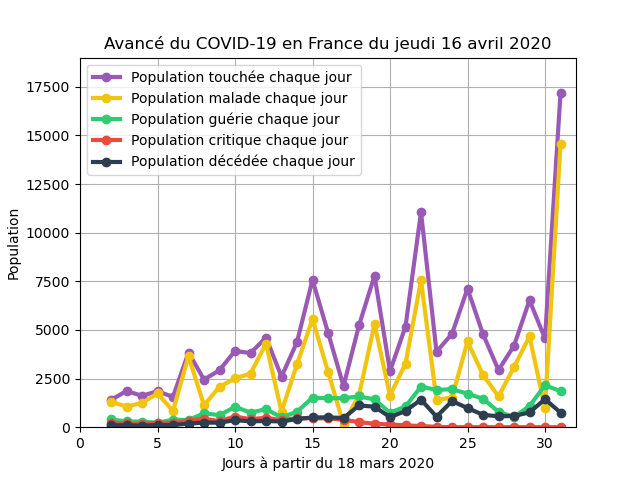 Avancé du COVID-19 en France du jeudi 16 avril 2020
Population touchée chaque jour
Population malade chaque jour
Population guérie chaque jour
Population critique chaque jour
Population décédée chaque jour
17500
15000
12500
10000
7500
5000
2500
0
Population
0 5 10 15 20 25 30
Jours à partir du 18 mars 2020